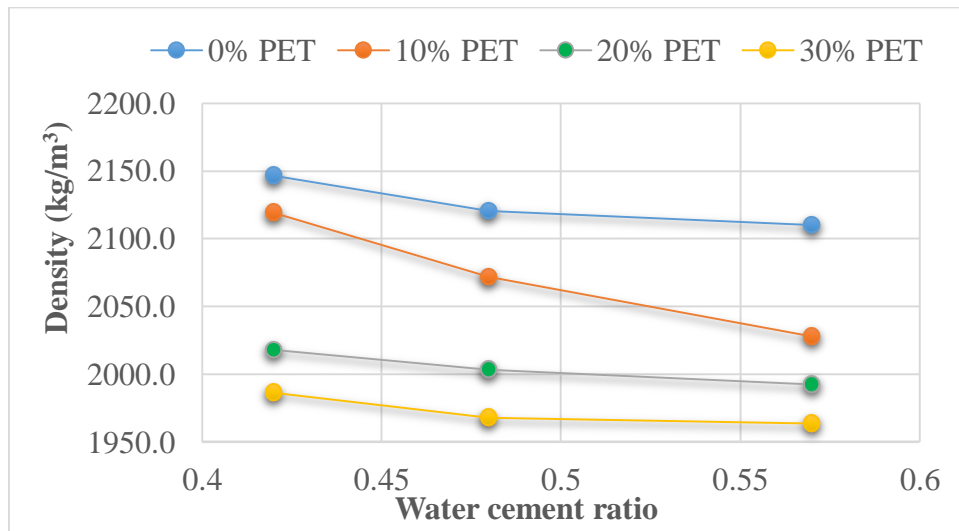 0% PET 10% PET 20% PET 30% PET
2200.0
2150.0
2100.0
2050.0
2000.0
1950.0
Density (kg/m³)
0.4 0.45 0.5 0.55 0.6
Water cement ratio